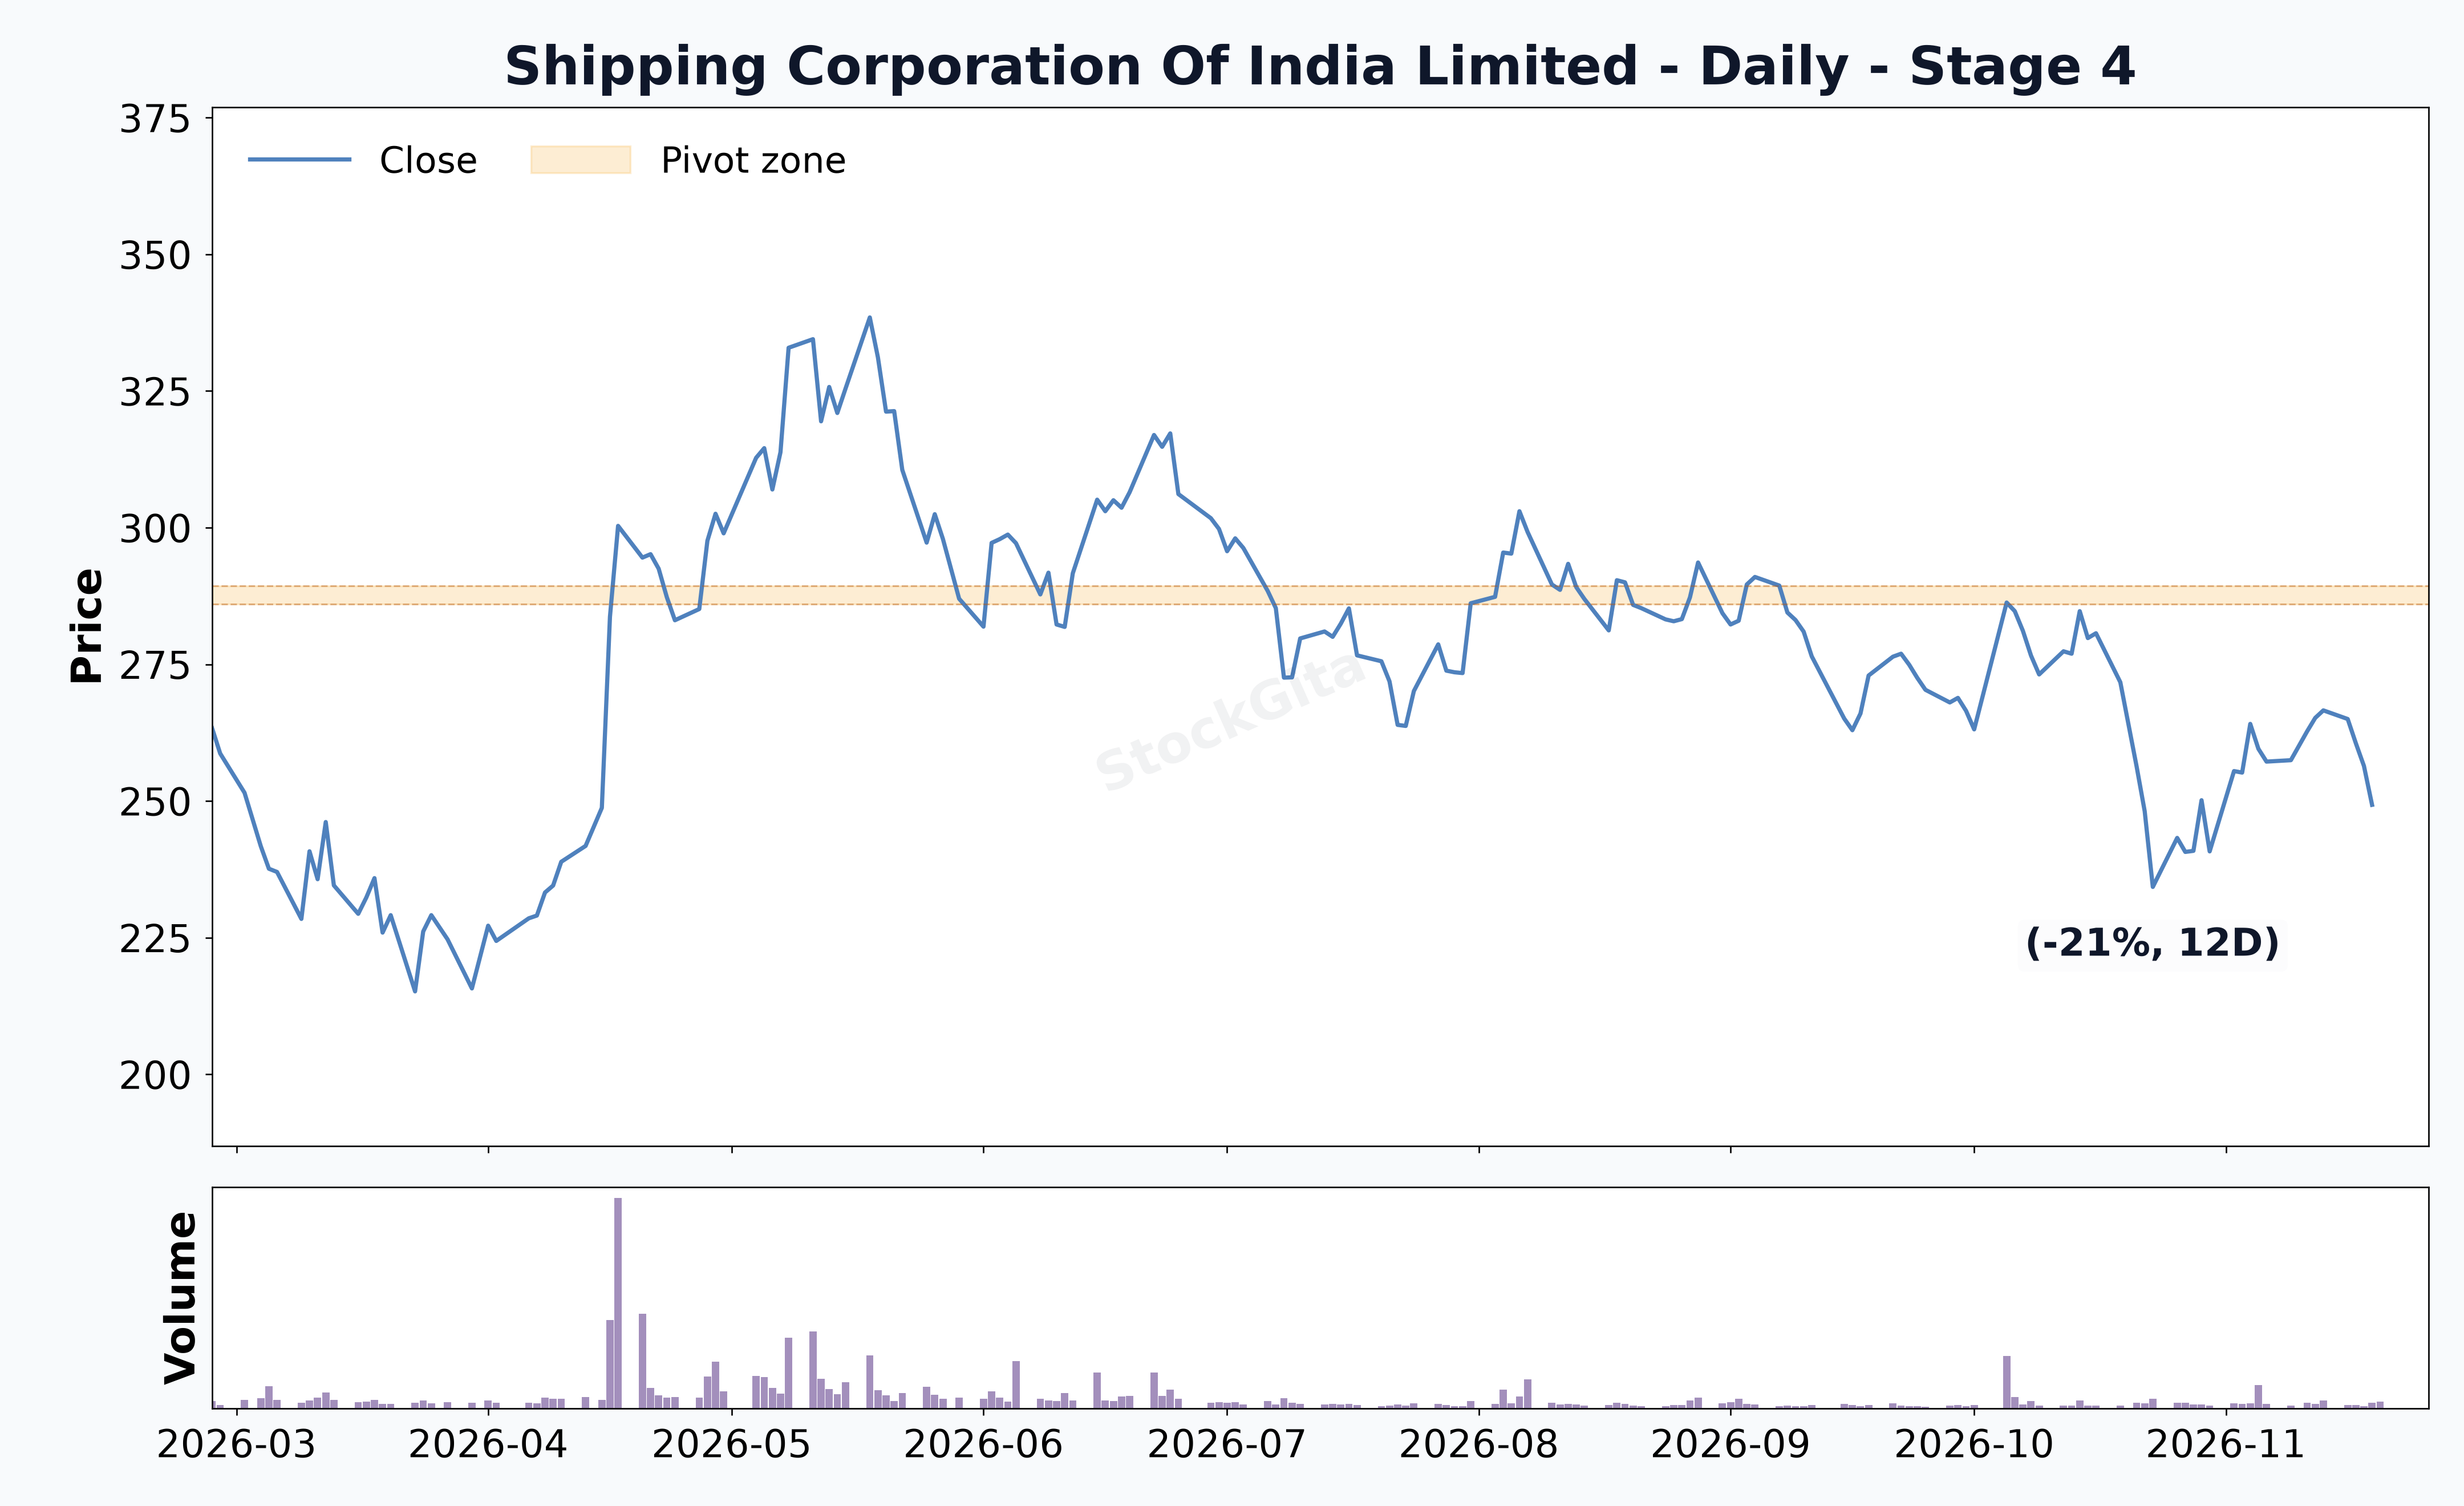 Shipping Corporation Of India Limited - Daily - Stage 4
Close
Pivot zone
Price
375
350
325
300
275
250
225
200
StockGita
(-21%, 12D)
Volume
2026-03
2026-04
2026-05
2026-06
2026-07
2026-08
2026-09
2026-10
2026-11